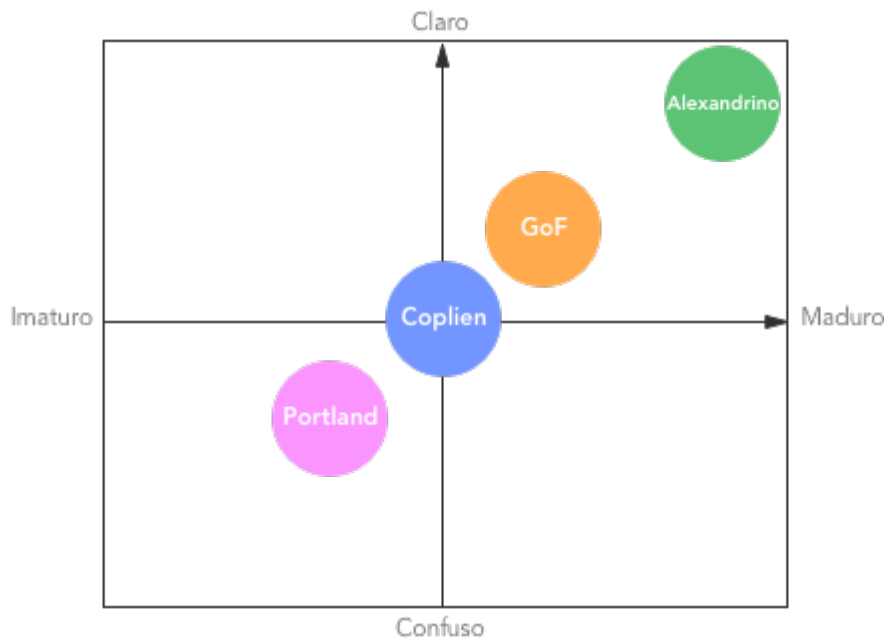 Claro
Alexandrino
GoF
Imaturo
Coplien
Maduro
Portland
Confuso